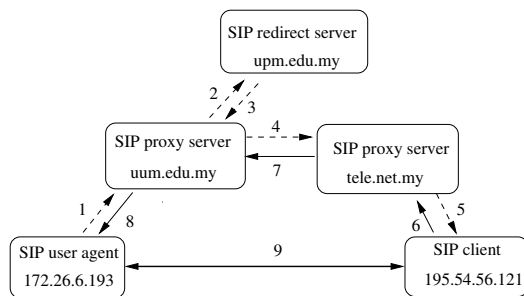 SIP redirect server
upm.edu.my
2
3
4
SIP proxy server
uum.edu.my
SIP proxy server
tele.net.my
7
1
8
5
6
9
SIP user agent
172.26.6.193
SIP client
195.54.56.121